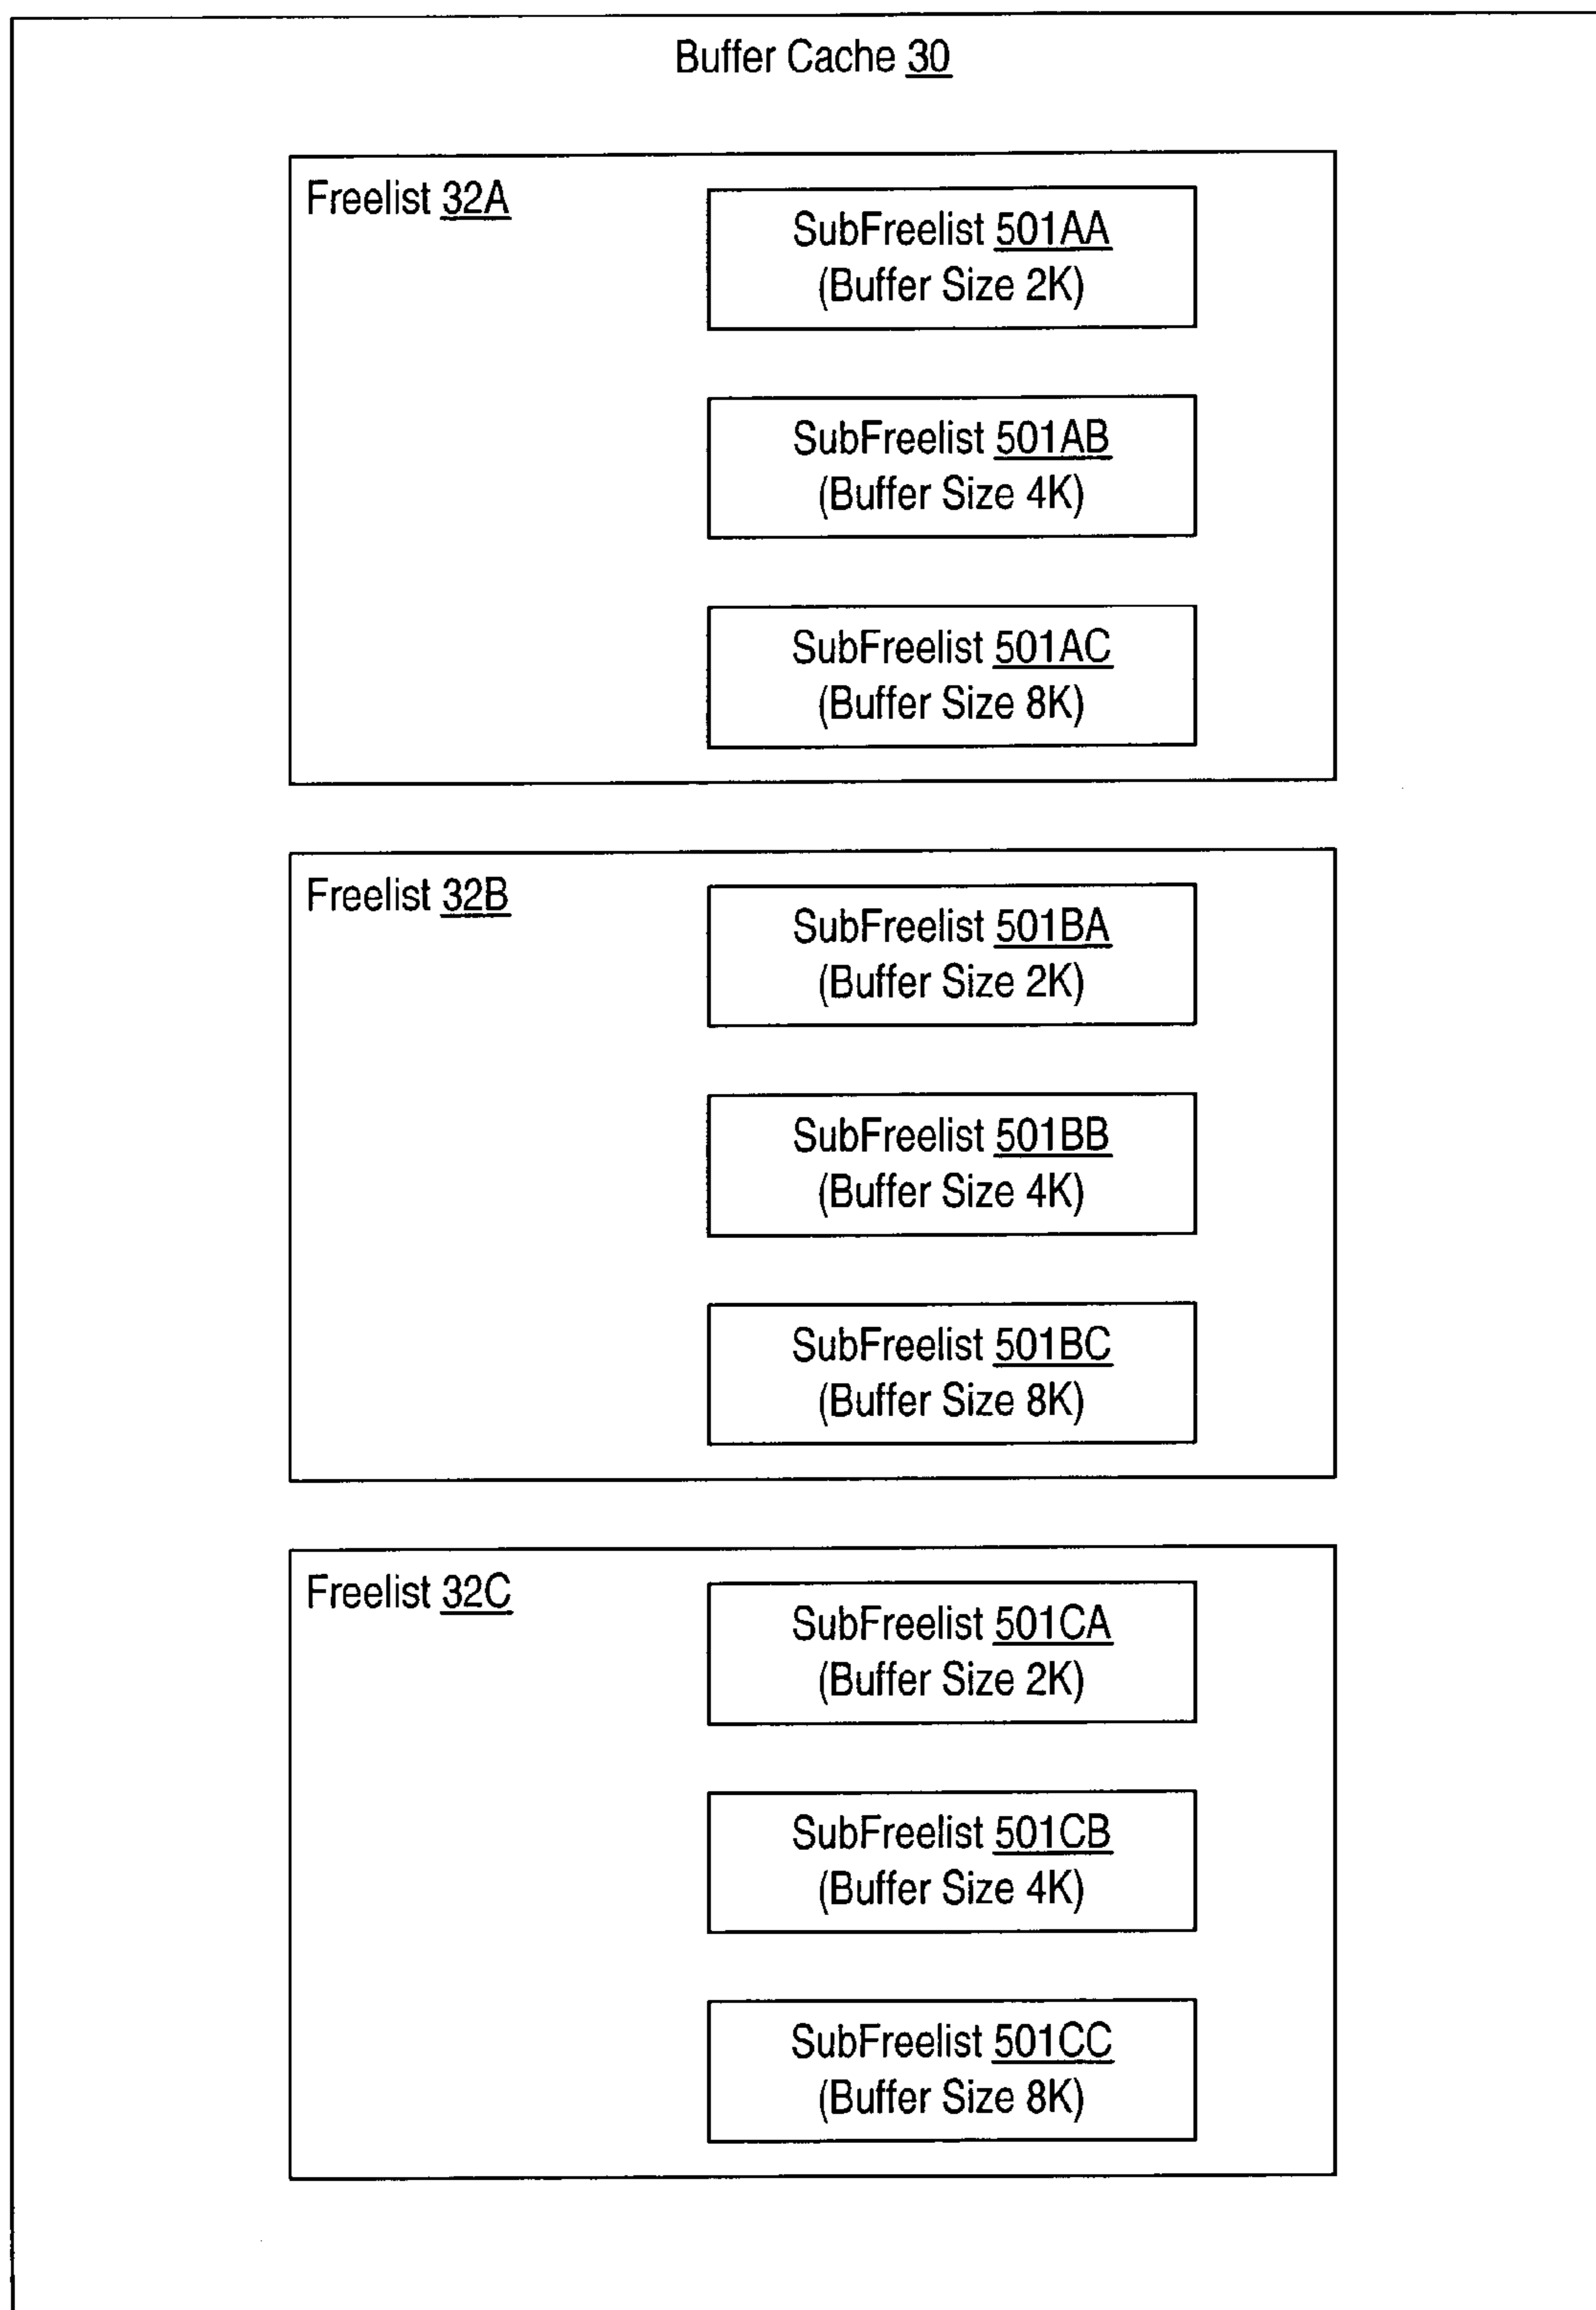 Buffer Cache 30
Freelist 32A
SubFreelist 501AA
(Buffer Size 2K)
SubFreelist 501AB
(Buffer Size 4K)
SubFreelist 501AC
(Buffer Size 8K)
Freelist 32B
SubFreelist 501BA
(Buffer Size 2K)
SubFreelist 501BB
(Buffer Size 4K)
SubFreelist 501BC
(Buffer Size 8K)
Freelist 32C
SubFreelist 501CA
(Buffer Size 2K)
SubFreelist 501CB
(Buffer Size 4K)
SubFreelist 501CC
(Buffer Size 8K)